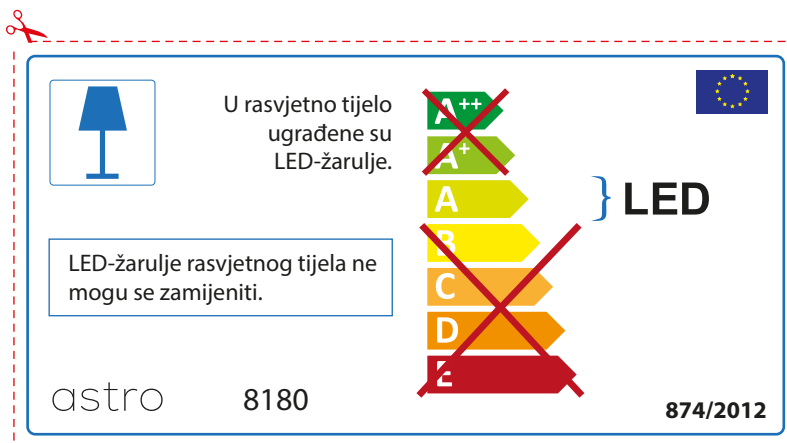 U rasvjetno tijelo
ugrađene su
LED-žarulje.
LED-žarulje rasvjetnog tijela ne
mogu se zamijeniti.
A++
A+
A
B
C
D
E
LED
astro
8180
874/2012